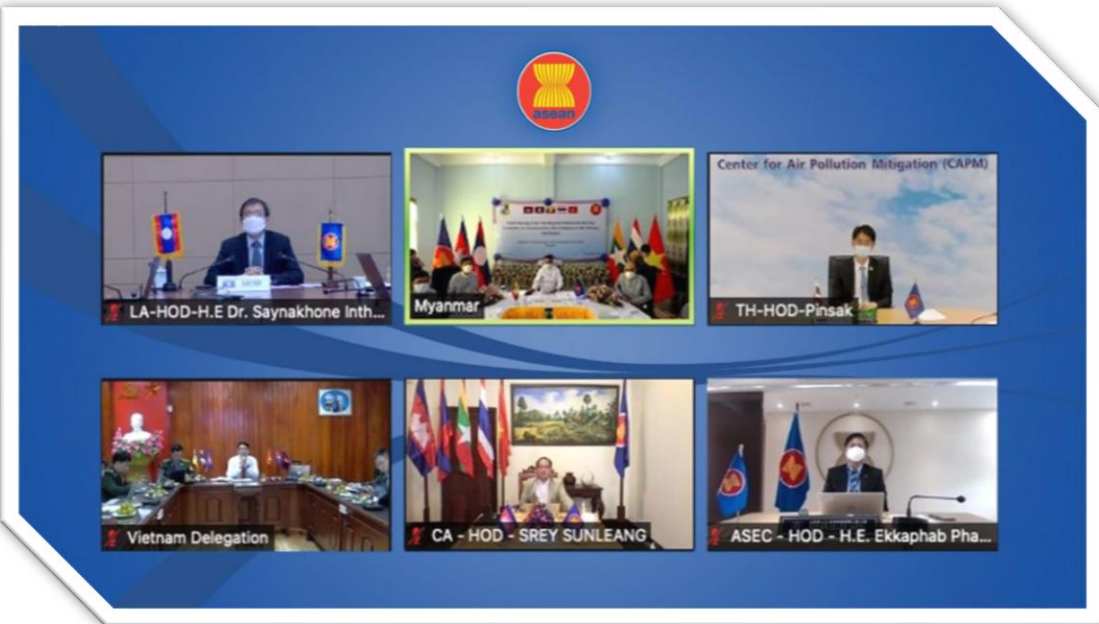 asean
Center for Air Pollution Mitigation (CAPM)
HOD
LA-HOD-H.E Dr. Saynakhone Inth...
Myanmar
TH-HOD-Pinsak
Vietnam Delegation
CA - HOD - SREY SUNLEANG
ASEC - HOD - H.E. Ekkaphab Pha...